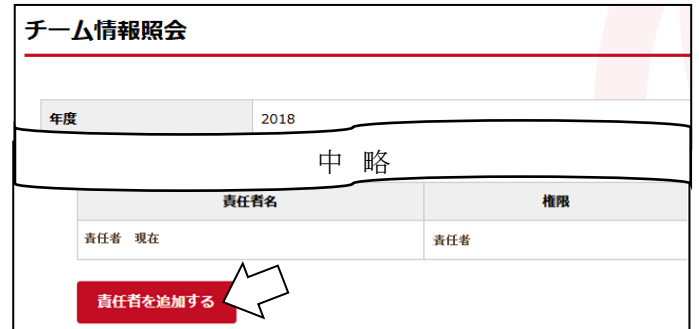 チーム情報照会
年度 2018
中 略
責任者名 権限
責任者 現在 責任者
責任者を追加する